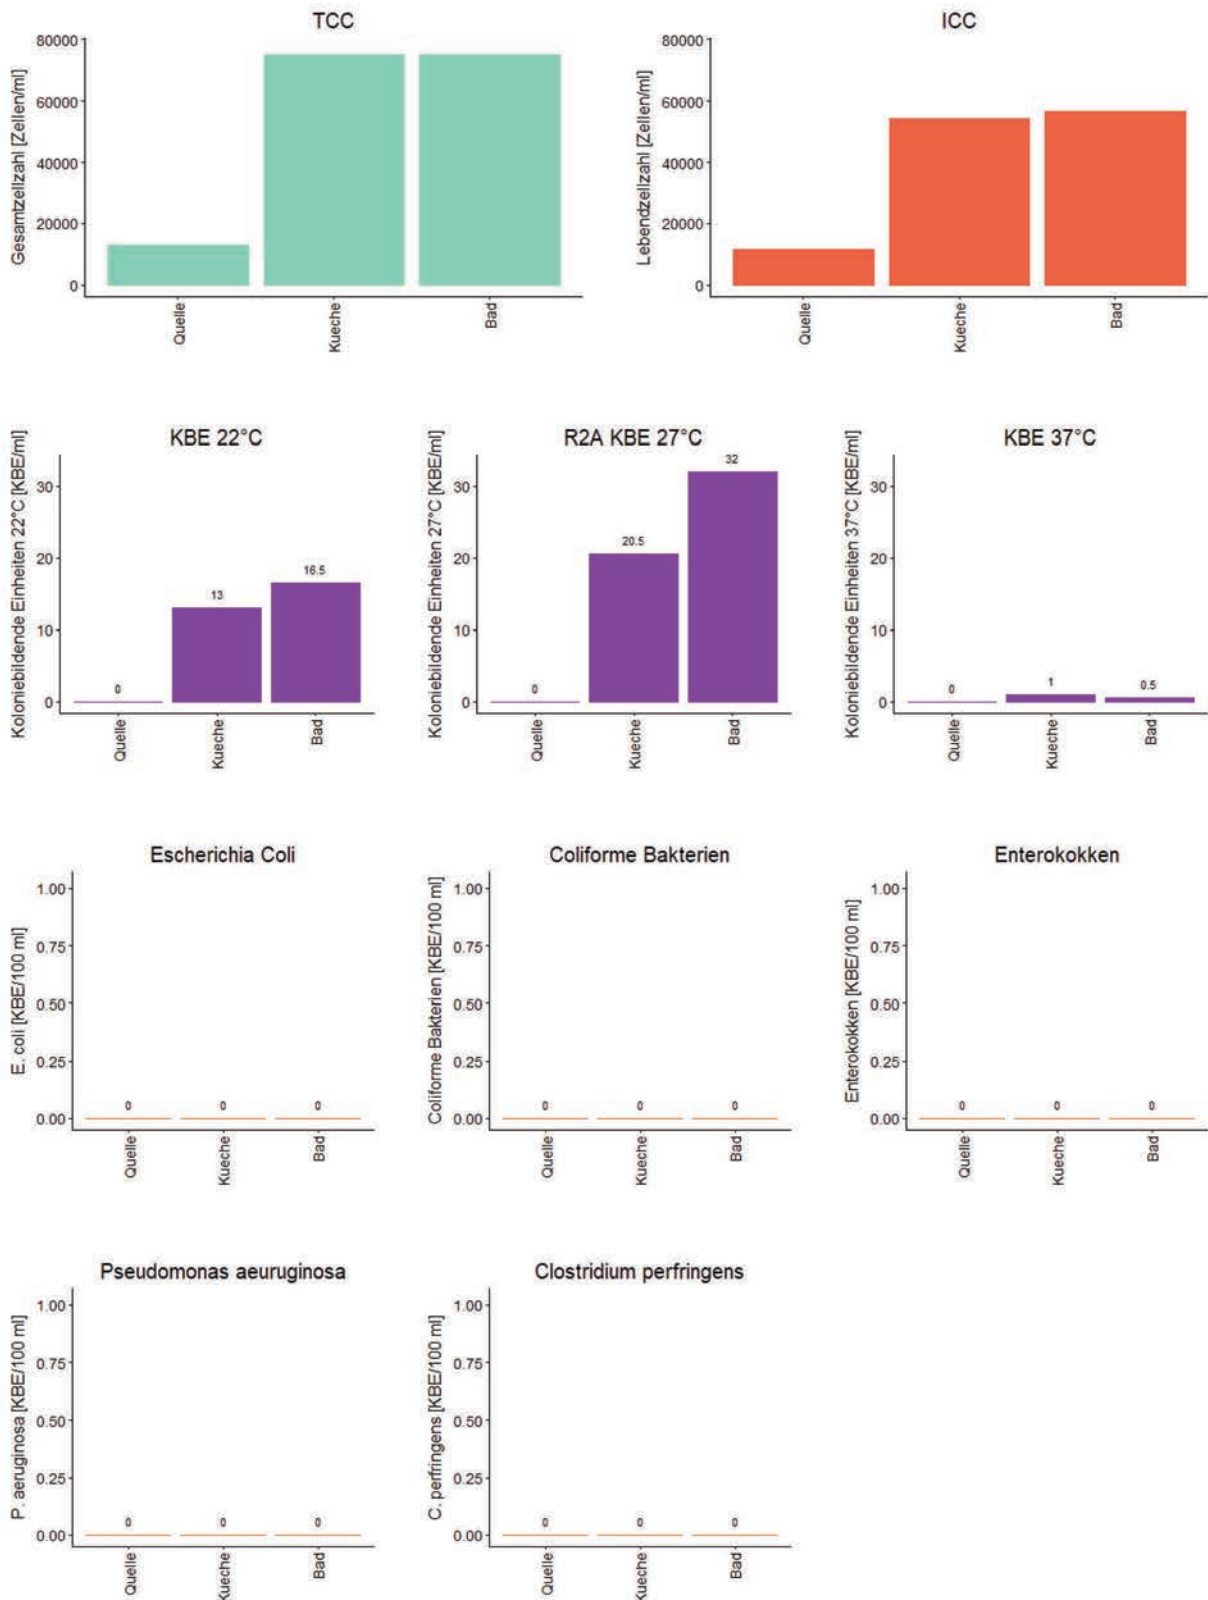 TCC
Gesamtzellzahl [Zellen/ml]
80000
60000
40000
20000
0
Quelle
Kueche
Bad
ICC
Lebendzellzahl [Zellen/ml]
80000
60000
40000
20000
0
Quelle
Kueche
Bad
KBE 22°C
Koloniebildende Einheiten 22°C [KBE/ml]
30
20
10
0
0
13
16.5
Quelle
Kueche
Bad
R2A KBE 27°C
Koloniebildende Einheiten 27°C [KBE/ml]
30
20
10
0
0
20.5
32
Quelle
Kueche
Bad
KBE 37°C
Koloniebildende Einheiten 37°C [KBE/ml]
30
20
10
0
0
1
0.5
Quelle
Kueche
Bad
Escherichia Coli
E. coli [KBE/100 ml]
1.00
0.75
0.50
0.25
0.00
0
0
0
Quelle
Kueche
Bad
Coliforme Bakterien
Coliforme Bakterien [KBE/100 ml]
1.00
0.75
0.50
0.25
0.00
0
0
0
Quelle
Kueche
Bad
Enterokokken
Enterokokken [KBE/100 ml]
1.00
0.75
0.50
0.25
0.00
0
0
0
Quelle
Kueche
Bad
Pseudomonas aeuruginosa
P. aeruginosa [KBE/100 ml]
1.00
0.75
0.50
0.25
0.00
0
0
0
Quelle
Kueche
Bad
Clostridium perfringens
C. perfringens [KBE/100 ml]
1.00
0.75
0.50
0.25
0.00
0
0
0
Quelle
Kueche
Bad